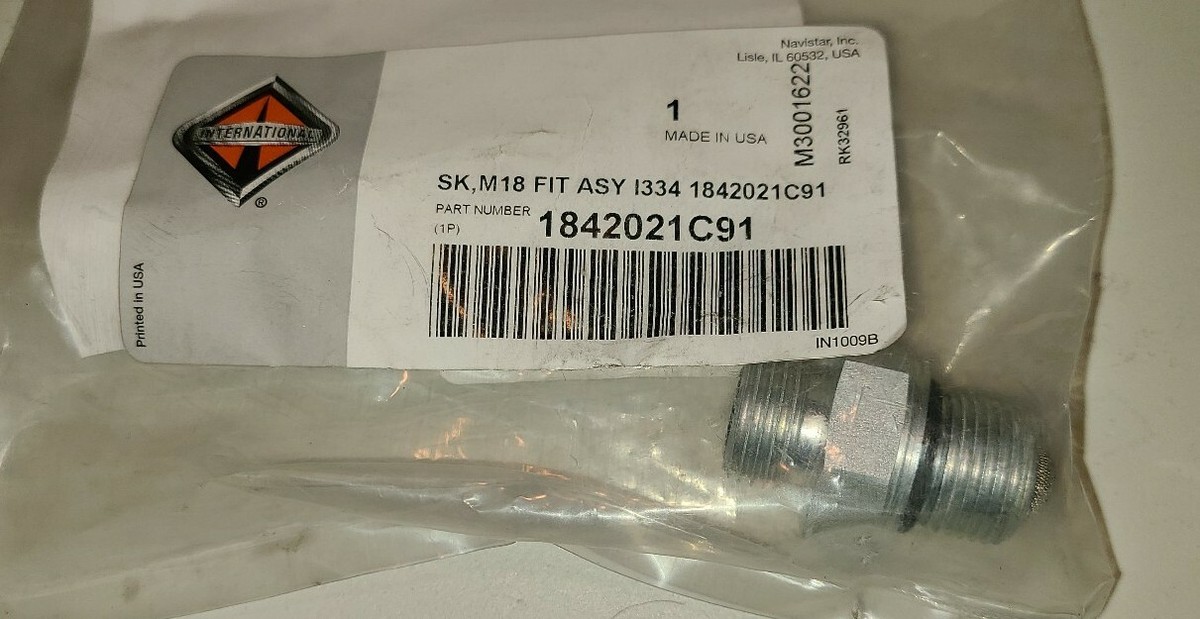 Navistar, Inc.
Lisle, IL 60532, USA
INTERNATIONAL
®
1
MADE IN USA
M3001622
RK32961
SK,M18 FIT ASY I334 1842021C91
PART NUMBER
(1P)
1842021C91
Printed in USA
IN1009B